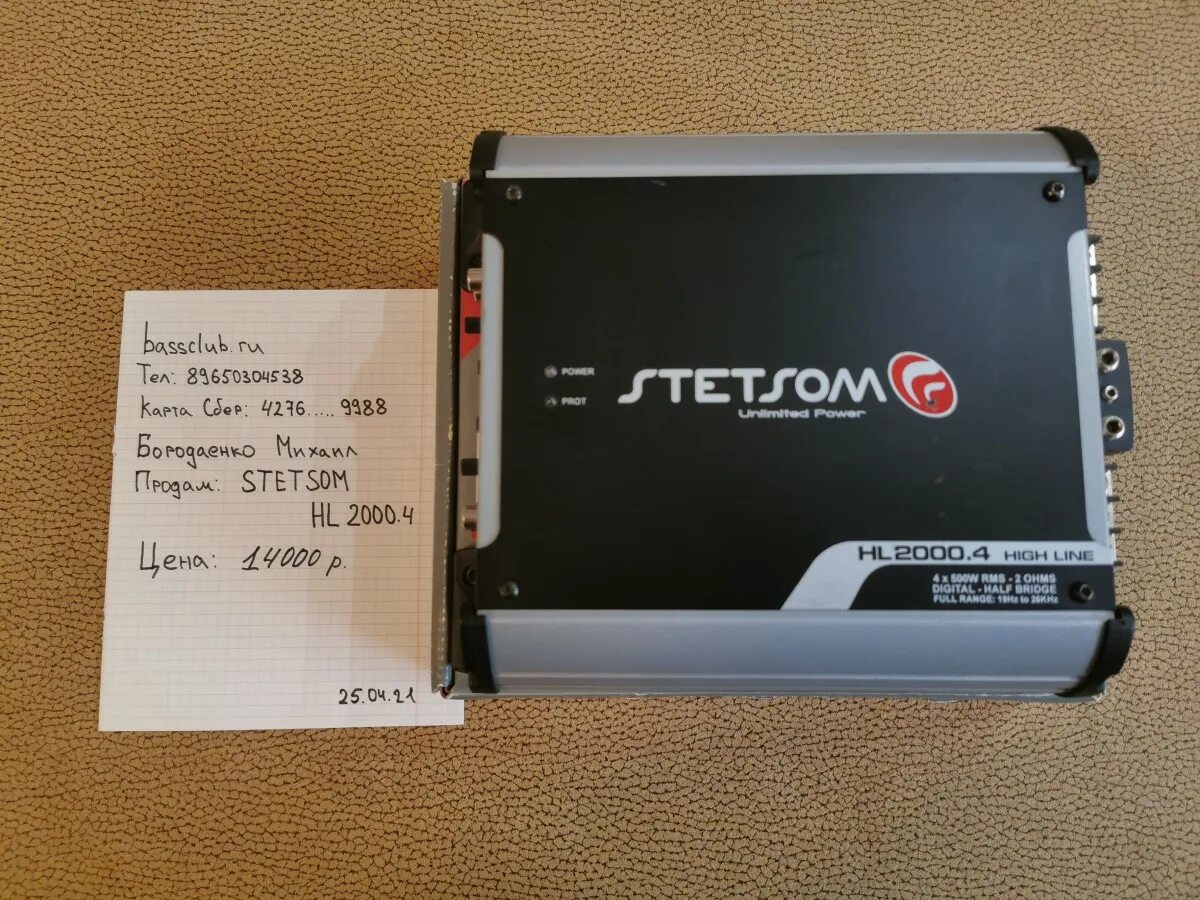 bassclub.ru
Тел: 89650304538
Карта Сбер: 4276.....9988
Бородаенко Михаил
Продам: STETSOM
HL 2000.4
Цена: 14000 р.
25.04.21
POWER
PROT
STETSOM
Unlimited Power
HL2000.4 HIGH LINE
4 x 500W RMS - 2 OHMS
DIGITAL - HALF BRIDGE
FULL RANGE: 19Hz to 28KHz